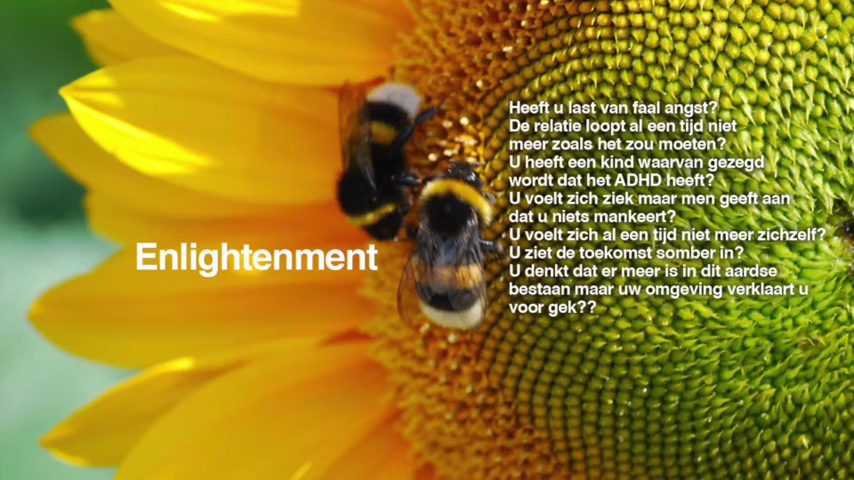 Enlightenment
Heeft u last van faal angst?
De relatie loopt al een tijd niet
meer zoals het zou moeten?
U heeft een kind waarvan gezegd
wordt dat het ADHD heeft?
U voelt zich ziek maar men geeft aan
dat u niets mankeert?
U voelt zich al een tijd niet meer zichzelf?
U ziet de toekomst somber in?
U denkt dat er meer is in dit aardse
bestaan maar uw omgeving verklaart u
voor gek??